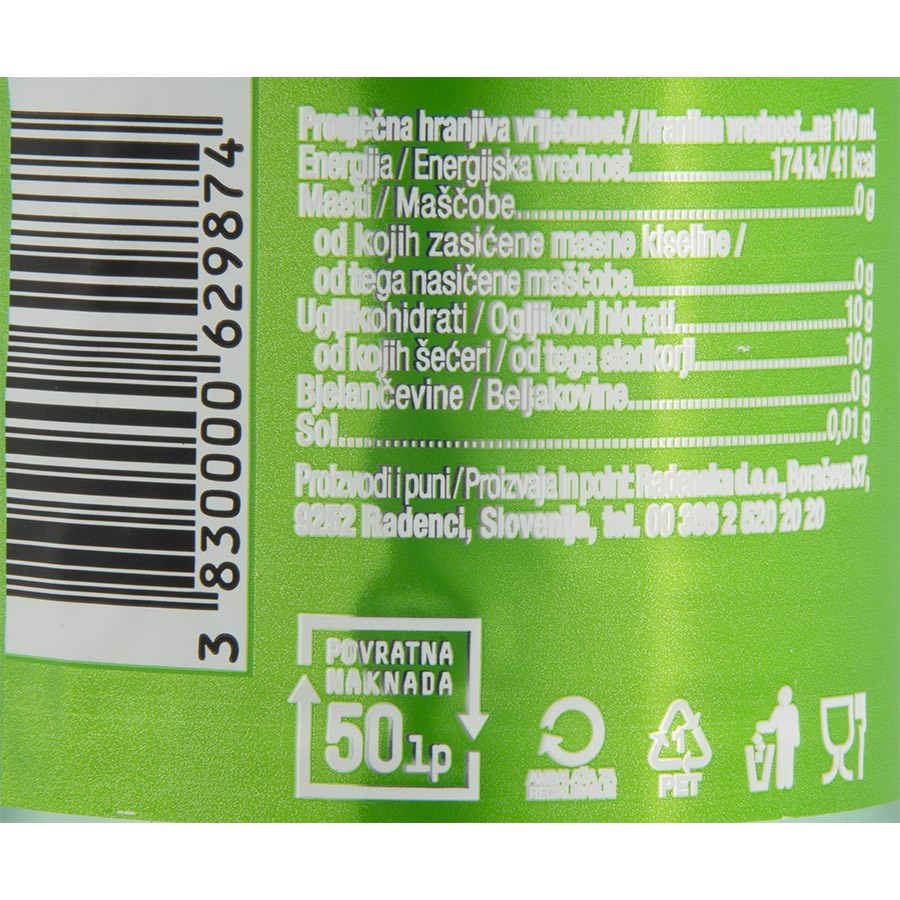 3 830000 629874
Prosječna hranjiva vrijednost / Hranilna vrednost...na 100 ml
Energija / Energijska vrednost......................174 kJ/ 41 kcal
Masti / Maščobe......................................................0 g
od kojih zasićene masne kiseline /
od tega nasičene maščobe...................................0 g
Ugljikohidrati / Ogljikovi hidrati...........................10 g
od kojih šećeri / od tega sladkorji........................10 g
Bjelančevine / Beljakovine...................................0 g
Sol.....................................................................0,01 g
Proizvodi i puni / Proizvaja in polni: Radenska d.o.o., Boračeva 37,
9252 Radenci, Slovenija, tel. 00 386 2 520 20 20
POVRATNA
NAKNADA
50 lp
1
PET